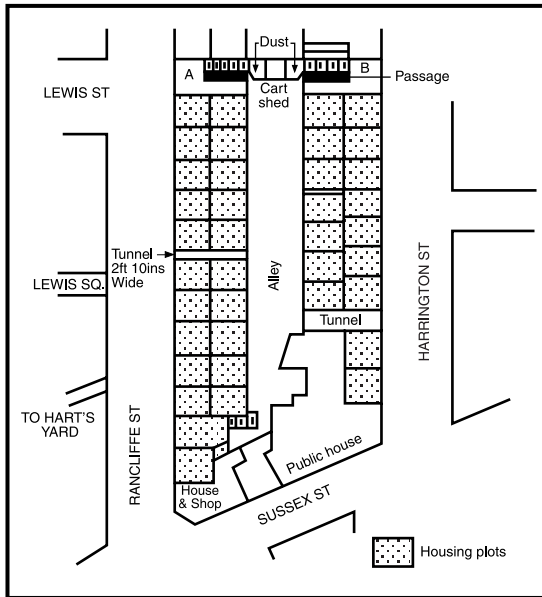 LEWIS ST
A
Dust
B
Passage
Cart
shed
Tunnel
2ft 10ins
Wide
LEWIS SQ.
Alley
Tunnel
HARRINGTON ST
TO HART'S
YARD
RANCLIFFE ST
House
& Shop
Public house
SUSSEX ST
Housing plots